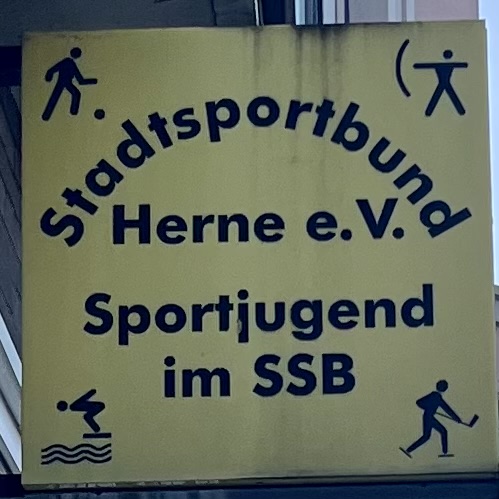 Stadtsportbund
Herne e.V.
Sportjugend
im SSB